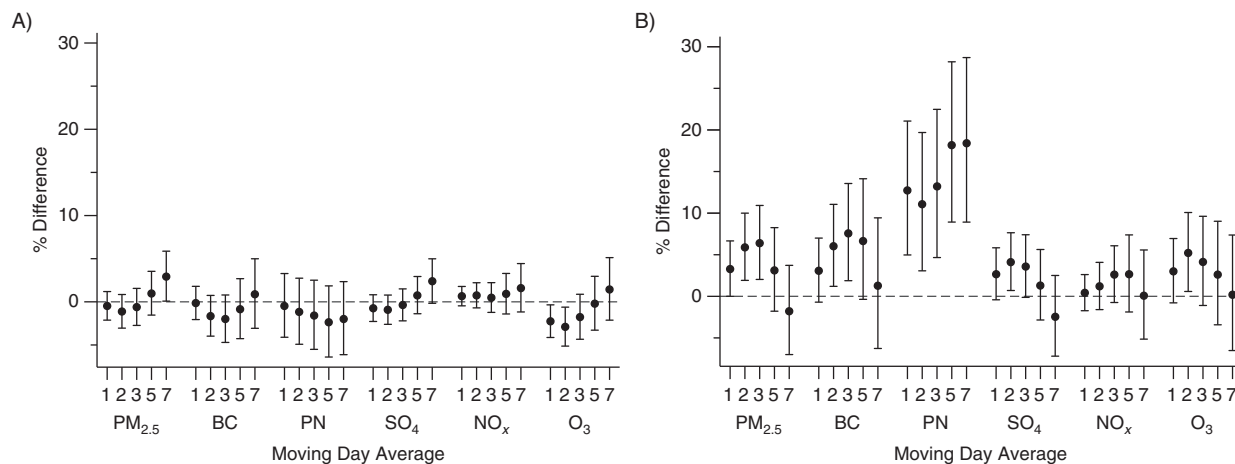 A)
30
20
10
0
% Difference
1 2 3 5 7 1 2 3 5 7 1 2 3 5 7 1 2 3 5 7 1 2 3 5 7 1 2 3 5 7
PM2.5 BC PN SO4 NOx O3
Moving Day Average
B)
30
20
10
0
% Difference
1 2 3 5 7 1 2 3 5 7 1 2 3 5 7 1 2 3 5 7 1 2 3 5 7 1 2 3 5 7
PM2.5 BC PN SO4 NOx O3
Moving Day Average